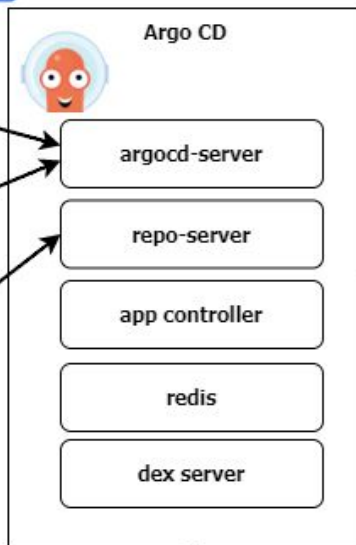 Argo CD
argocd-server
repo-server
app controller
redis
dex server